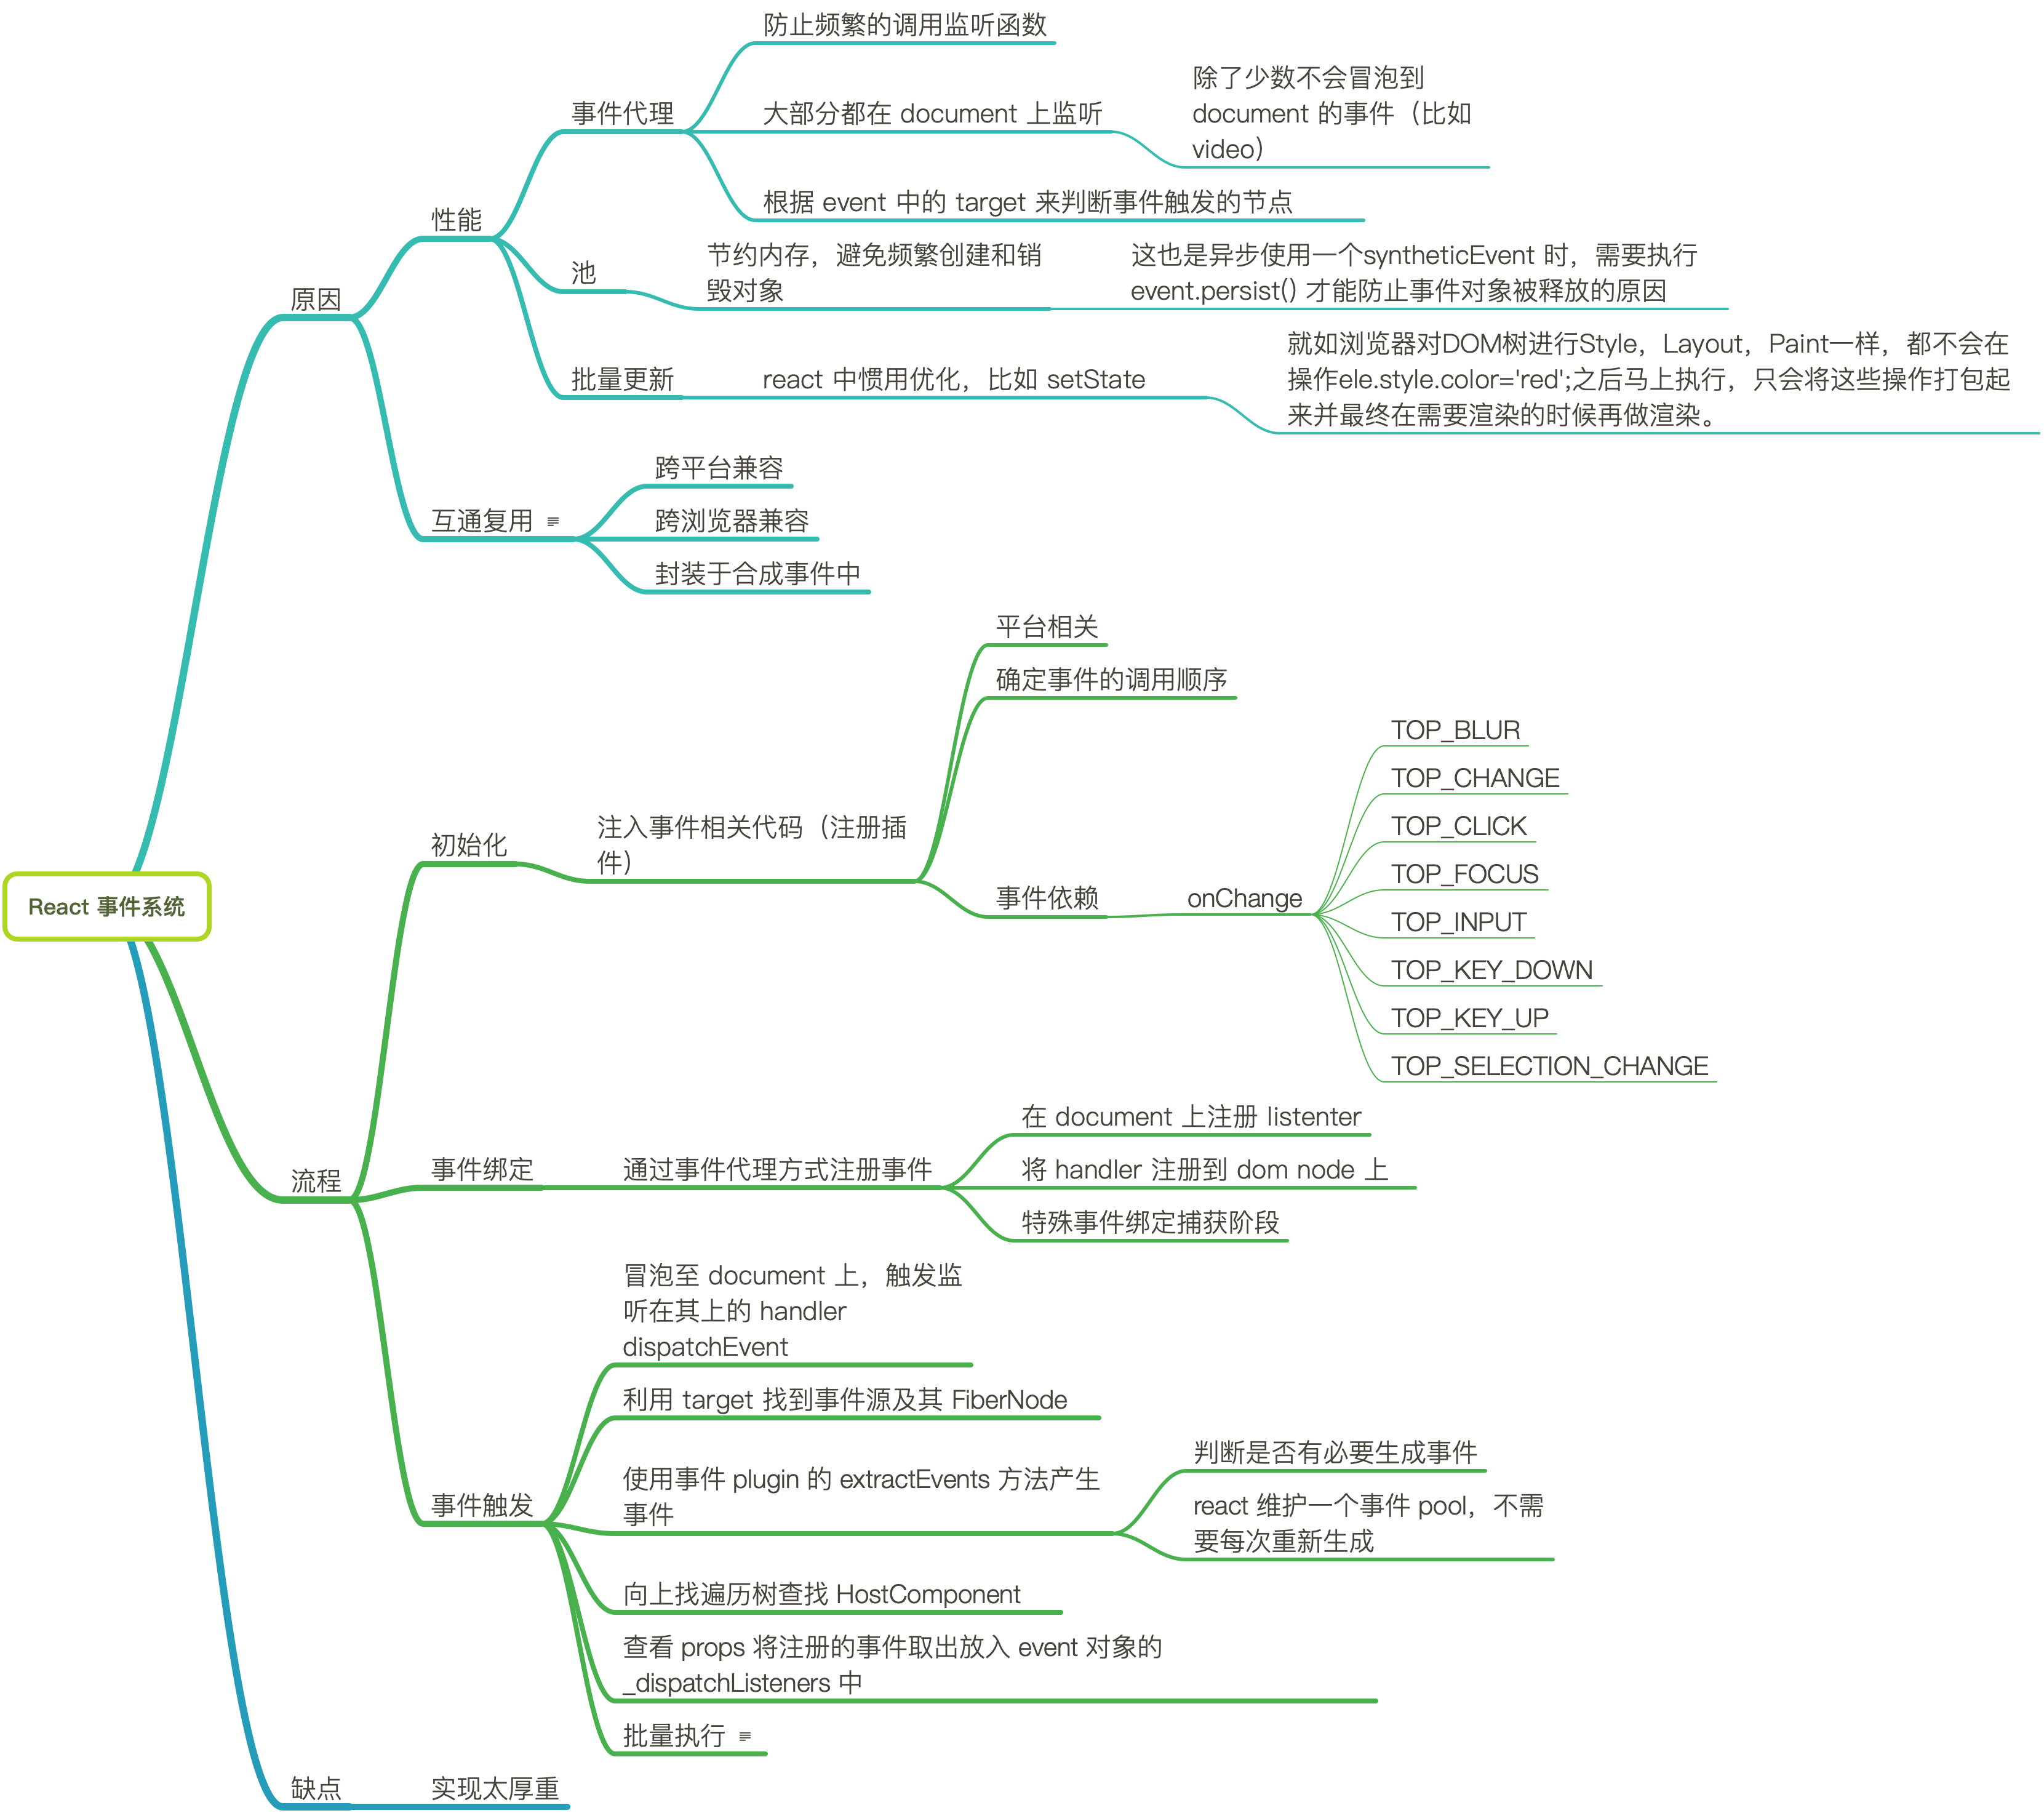 防止频繁的调用监听函数
除了少数不会冒泡到
document 的事件（比如
video）
事件代理
大部分都在 document 上监听
根据 event 中的 target 来判断事件触发的节点
性能
节约内存，避免频繁创建和销
毁对象
这也是异步使用一个syntheticEvent 时，需要执行
event.persist() 才能防止事件对象被释放的原因
池
原因
就如浏览器对DOM树进行Style，Layout，Paint一样，都不会在
操作ele.style.color='red';之后马上执行，只会将这些操作打包起
来并最终在需要渲染的时候再做渲染。
批量更新
react 中惯用优化，比如 setState
跨平台兼容
互通复用
跨浏览器兼容
封装于合成事件中
平台相关
确定事件的调用顺序
TOP_BLUR
TOP_CHANGE
初始化
注入事件相关代码（注册插
件）
TOP_CLICK
TOP_FOCUS
事件依赖
onChange
React 事件系统
TOP_INPUT
TOP_KEY_DOWN
TOP_KEY_UP
TOP_SELECTION_CHANGE
在 document 上注册 listenter
流程
事件绑定
通过事件代理方式注册事件
将 handler 注册到 dom node 上
特殊事件绑定捕获阶段
冒泡至 document 上，触发监
听在其上的 handler
dispatchEvent
利用 target 找到事件源及其 FiberNode
判断是否有必要生成事件
事件触发
使用事件 plugin 的 extractEvents 方法产生
事件
react 维护一个事件 pool，不需
要每次重新生成
向上找遍历树查找 HostComponent
查看 props 将注册的事件取出放入 event 对象的
_dispatchListeners 中
批量执行
缺点
实现太厚重